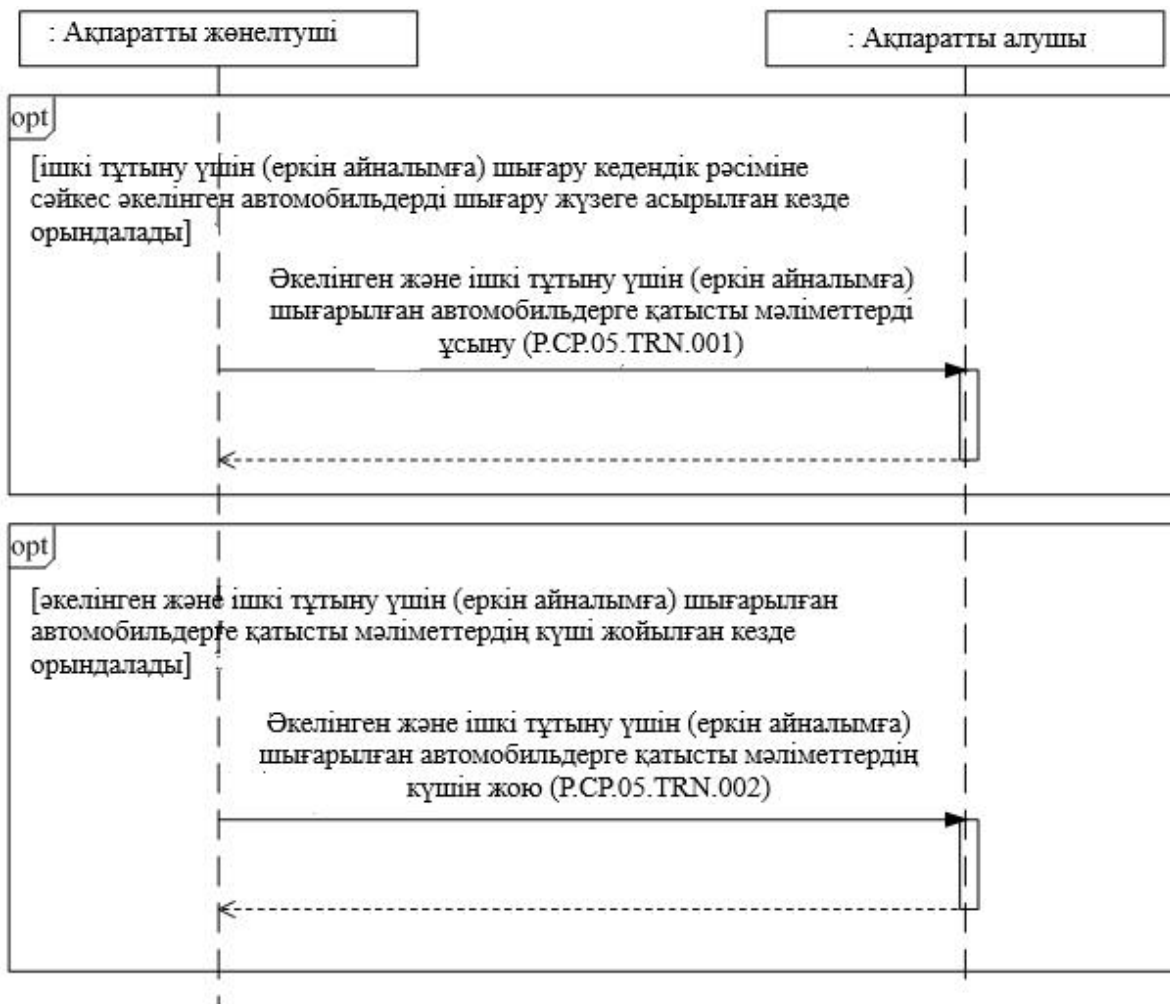 : Ақпаратты жөнелтуші
: Ақпаратты алушы
opt
[ішкі тұтыну үшін (еркін айналымға) шығару кедендік рәсіміне
сәйкес әкелінген автомобильдерді шығару жүзеге асырылған кезде
орындалады]
Әкелінген және ішкі тұтыну үшін (еркін айналымға)
шығарылған автомобильдерге қатысты мәліметтерді
ұсыну (P.CP.05.TRN.001)
opt
[әкелінген және ішкі тұтыну үшін (еркін айналымға) шығарылған
автомобильдерге қатысты мәліметтердің күші жойылған кезде
орындалады]
Әкелінген және ішкі тұтыну үшін (еркін айналымға)
шығарылған автомобильдерге қатысты мәліметтердің
күшін жою (P.CP.05.TRN.002)